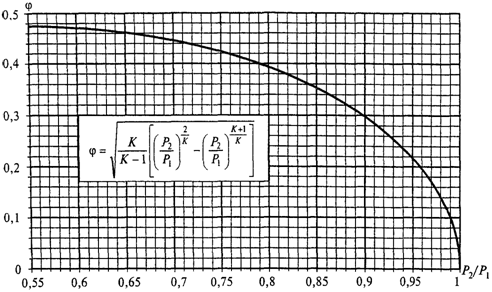 φ
0,5
0,4
0,3
0,2
0,1
0
φ = √(K/(K − 1) [(P₂/P₁)^(2/K) − (P₂/P₁)^((K+1)/K)])
0,55 0,6 0,65 0,7 0,75 0,8 0,85 0,9 0,95 1 P₂/P₁